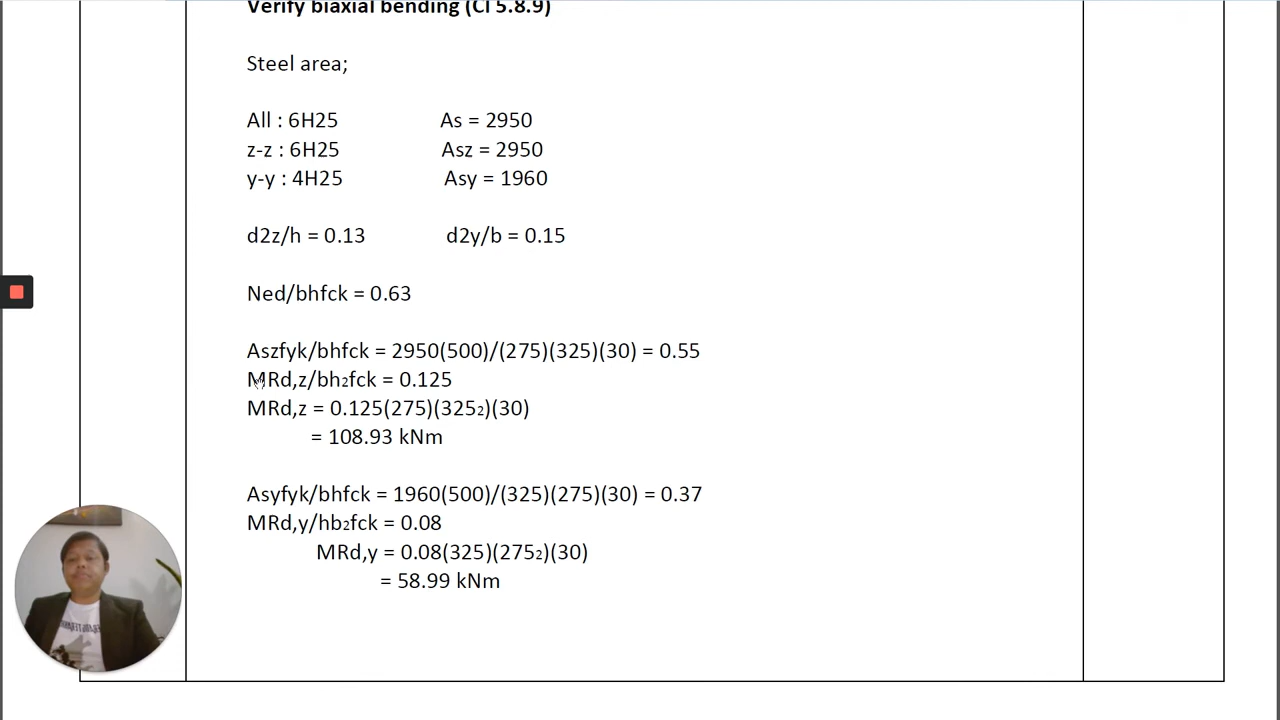 Verify biaxial bending (Cl 5.8.9)
Steel area;
All : 6H25 As = 2950
z-z : 6H25 Asz = 2950
y-y : 4H25 Asy = 1960
d2z/h = 0.13 d2y/b = 0.15
Ned/bhfck = 0.63
Aszfyk/bhfck = 2950(500)/(275)(325)(30) = 0.55
MRd,z/bh₂fck = 0.125
MRd,z = 0.125(275)(325₂)(30)
= 108.93 kNm
Asyfyk/bhfck = 1960(500)/(325)(275)(30) = 0.37
MRd,y/hb₂fck = 0.08
MRd,y = 0.08(325)(275₂)(30)
= 58.99 kNm